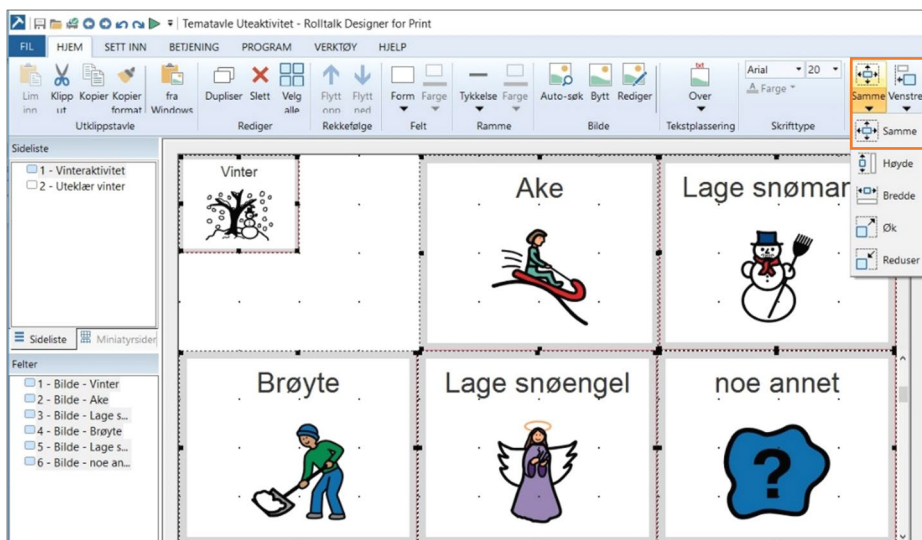 Tematavle Uteaktivitet - Rolltalk Designer for Print
FIL HJEM SETT INN BETJENING PROGRAM VERKTØY HJELP
Lim inn
Klipp ut
Kopier
Kopier format
fra Windows
Utklippstavle
Dupliser
Slett
Velg alle
Rediger
Flytt opp
Flytt ned
Rekkefølge
Form
Farge
Felt
Tykkelse
Farge
Ramme
Auto-søk
Bytt
Rediger
Bilde
txt
Over
Tekstplassering
Arial 20
A Farge
Skrifttype
Samme
Venstre
Samme
Høyde
Bredde
Øk
Reduser
Sideliste
1 - Vinteraktivitet
2 - Uteklær vinter
Sideliste Miniatyrsider
Felter
1 - Bilde - Vinter
2 - Bilde - Ake
3 - Bilde - Lage s...
4 - Bilde - Brøyte
5 - Bilde - Lage s...
6 - Bilde - noe an...
Vinter
Ake
Lage snømar
Brøyte
Lage snøengel
noe annet
?